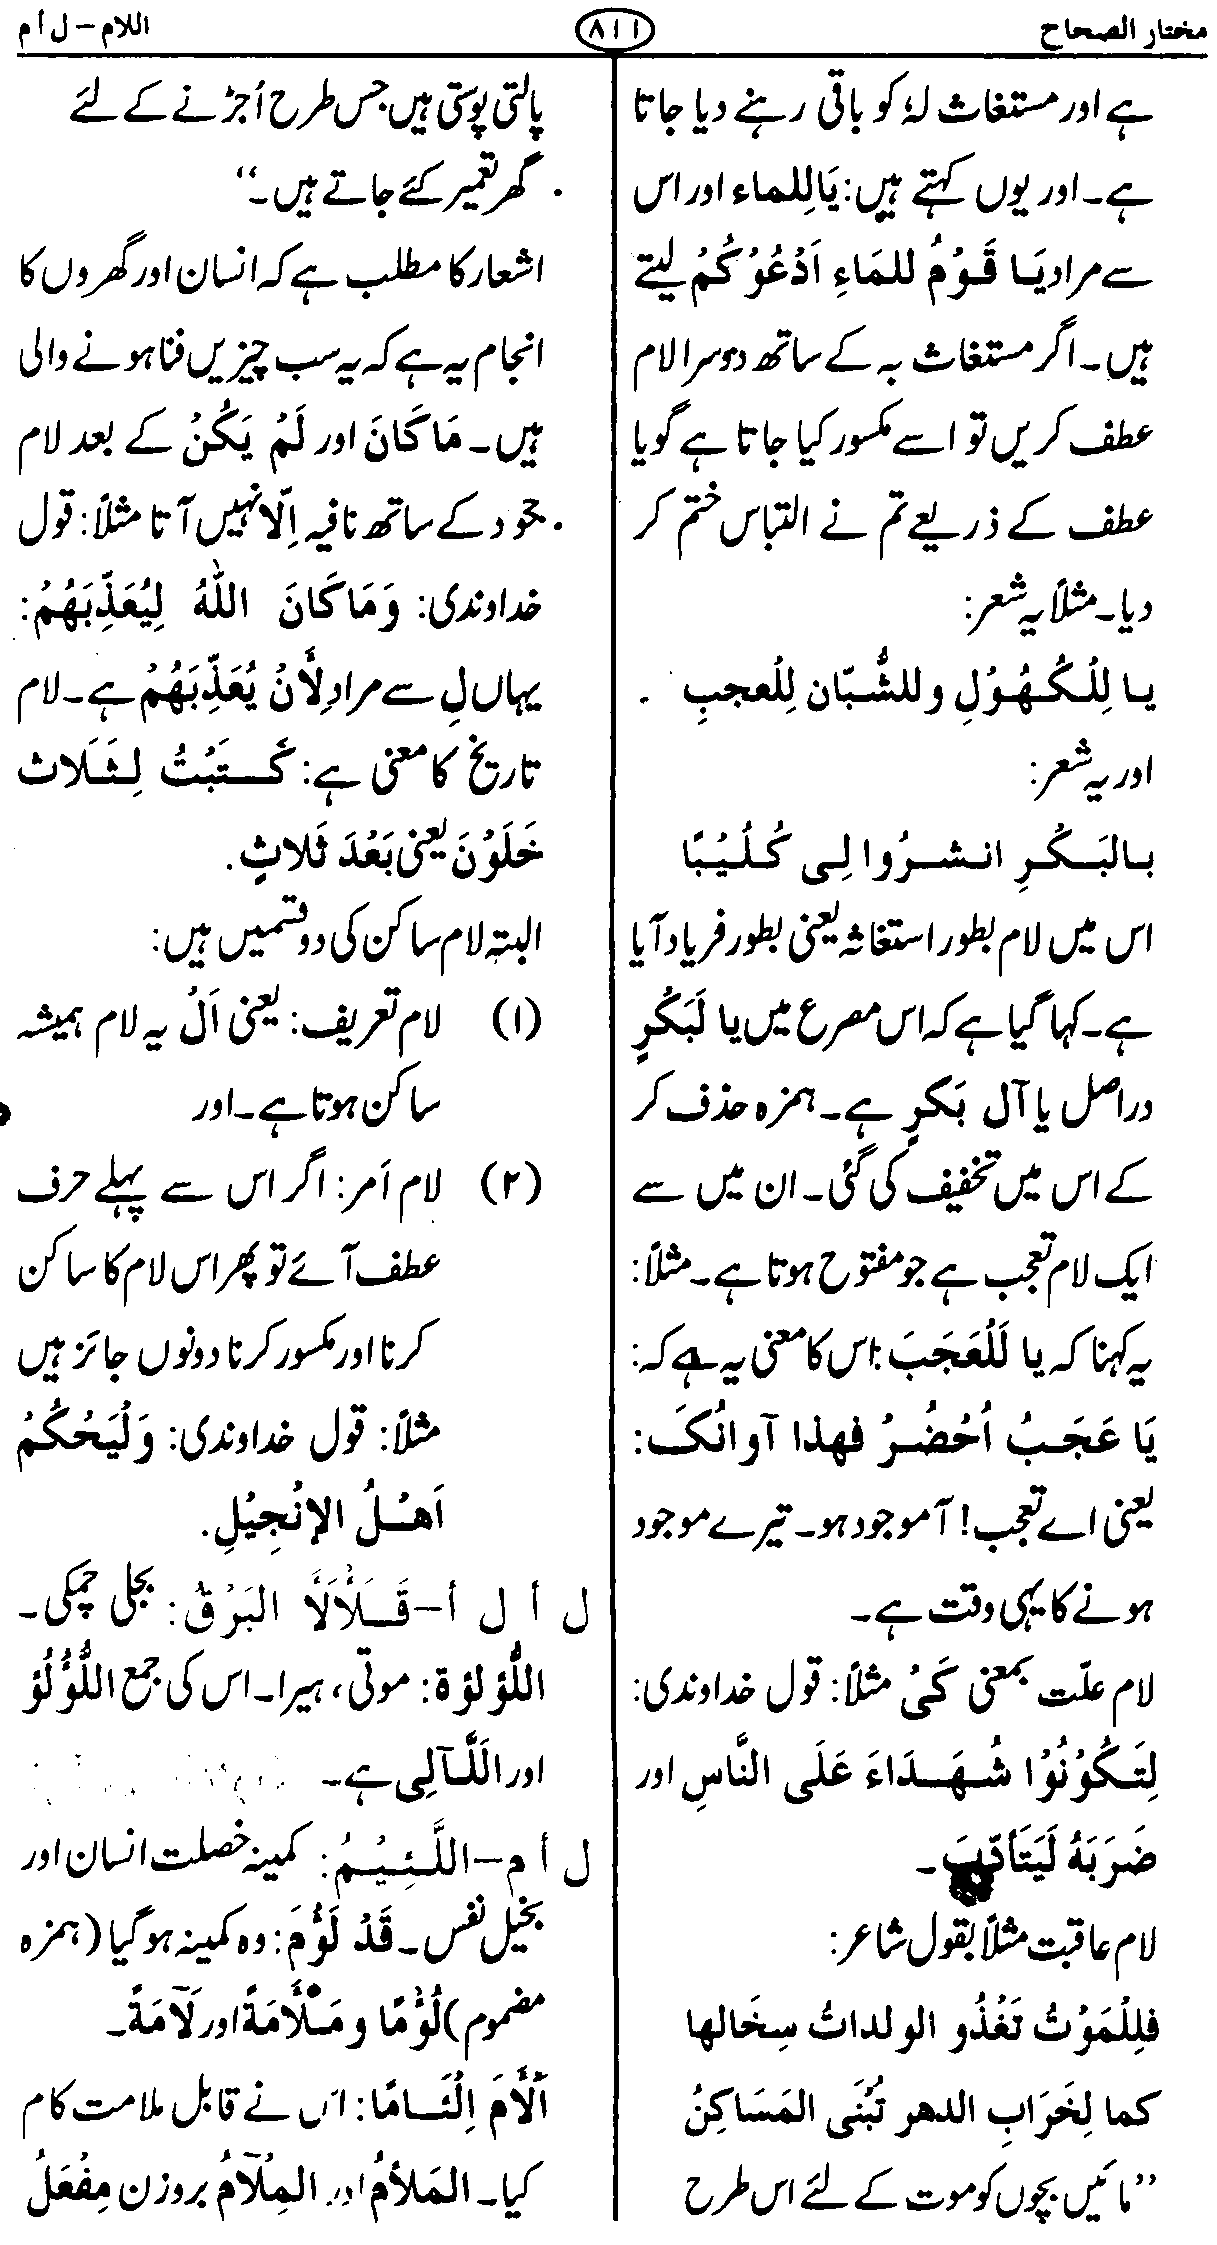 مختار الصحاح
۸۱۱
اللام – ل أ م
ہے اور مستغاث لہٗ کو باقی رہنے دیا جاتا
ہے۔ اور یوں کہتے ہیں: یَالِلماء اور اس
سے مراد یَا قَوْمُ للمَاءِ اَدْعُوْکُمْ لیتے
ہیں۔ اگر مستغاث بہ کے ساتھ دوسرا لام
عطف کریں تو اسے مکسور کیا جاتا ہے گویا
عطف کے ذریعے تم نے التباس ختم کر
دیا۔ مثلاً یہ شعر:
یا لِلْکُهُوْلِ وللشُّبّان لِلْعجبِ
اور یہ شعر:
بالبَکْرِ انشرُوا لِی کُلَیْبًا
اس میں لام بطور استغاثہ یعنی بطور فریاد آیا
ہے۔ کہا گیا ہے کہ اس مصرع میں یا لَبَکْرٍ
دراصل یا آل بَکرٍ ہے۔ ہمزہ حذف کر
کے اس میں تخفیف کی گئی۔ ان میں سے
ایک لام تعجب ہے جو مفتوح ہوتا ہے۔ مثلاً:
یہ کہنا کہ یا لَلْعَجَبَ: اس کا معنی یہ ہے کہ:
یَا عَجَبُ اُحْضُرْ فهذا آوانُکَ:
یعنی اے تعجب! آ موجود ہو۔ تیرے موجود
ہونے کا یہی وقت ہے۔
لام علّت بمعنی کَیْ مثلاً: قول خداوندی:
لِتَکُوْنُوْا شُهَدَاءَ عَلَی النَّاسِ اور
ضَرَبَهُ لَیَتَأدّبَ۔
لام عاقبت مثلاً بقول شاعر:
فلِلْمَوْتُ تَغْذُو الولداتُ سِخَالها
کما لِخَرَابِ الدهر تُبْنَی المَسَاکِنُ
”مائیں بچوں کو موت کے لئے اس طرح
پالتی پوستی ہیں، جس طرح اُجڑنے کے لئے
گھر تعمیر کئے جاتے ہیں۔“
اشعار کا مطلب ہے کہ انسان اور گھروں کا
انجام یہ ہے کہ یہ سب چیزیں فنا ہونے والی
ہیں۔ مَا کَانَ اور لَمْ یَکُنْ کے بعد لام
جحود کے ساتھ نافیہ اِلّا نہیں آتا مثلاً: قول
خداوندی: وَمَا کَانَ اللّٰهُ لِیُعَذِّبَهُمْ:
یہاں لِ سے مراد لِأَنْ یُعَذِّبَهُمْ ہے۔ لام
تاریخ کا معنی ہے: کَتَبْتُ لِثَلَاث
خَلَوْنَ یعنی بَعْدَ ثَلاثٍ.
البتہ لام ساکن کی دو قسمیں ہیں:
(۱) لام تعریف: یعنی اَلْ یہ لام ہمیشہ
ساکن ہوتا ہے۔ اور
(۲) لام اَمر: اگر اس سے پہلے حرف
عطف آئے تو پھر اس لام کا ساکن
کرنا اور مکسور کرنا دونوں جائز ہیں
مثلاً: قول خداوندی: وَلْیَحْکُمْ
اَهْلُ الإنْجِیْلِ.
ل أ ل أ – قَلَأْلَأَ البَرْقُ: بجلی چمکی۔
اللُّؤلؤة: موتی، ہیرا۔ اس کی جمع اللُّؤْلُؤ
اور اللَّآلِی ہے۔
ل أ م – اللَّئِیْمُ: کمینہ خصلت انسان اور
بخیل نفس۔ قَدْ لَؤُمَ: وہ کمینہ ہو گیا (ہمزہ
مضموم) لُؤْمًا و مَلْأَمَةً اور لَآمَةً۔
اَلْأَمَ اِلْئَامًا: اس نے قابل ملامت کام
کیا۔ المَلأمُ اور المِلْآمُ بروزن مِفْعَلُ